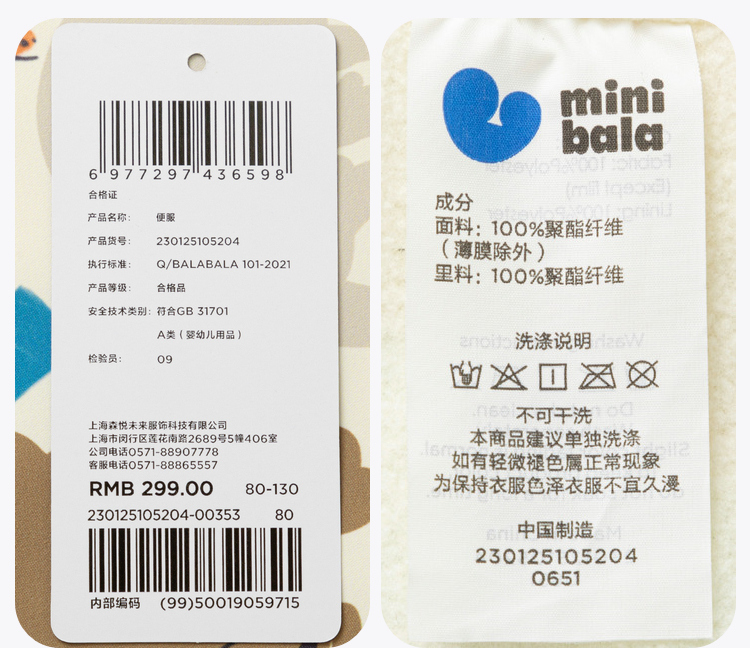 6 977297 436598
合格证
产品名称: 便服
产品货号: 230125105204
执行标准: Q/BALABALA 101-2021
产品等级: 合格品
安全技术类别: 符合GB 31701
A类（婴幼儿用品）
检验员: 09
上海森悦未来服饰科技有限公司
上海市闵行区莲花南路2689号5幢406室
公司电话0571-88907778
客服电话0571-88865557
RMB 299.00 80-130
230125105204-00353 80
内部编码 (99)50019059715
mini
bala
成分
面料: 100%聚酯纤维
（薄膜除外）
里料: 100%聚酯纤维
洗涤说明
不可干洗
本商品建议单独洗涤
如有轻微褪色属正常现象
为保持衣服色泽衣服不宜久浸
中国制造
230125105204
0651